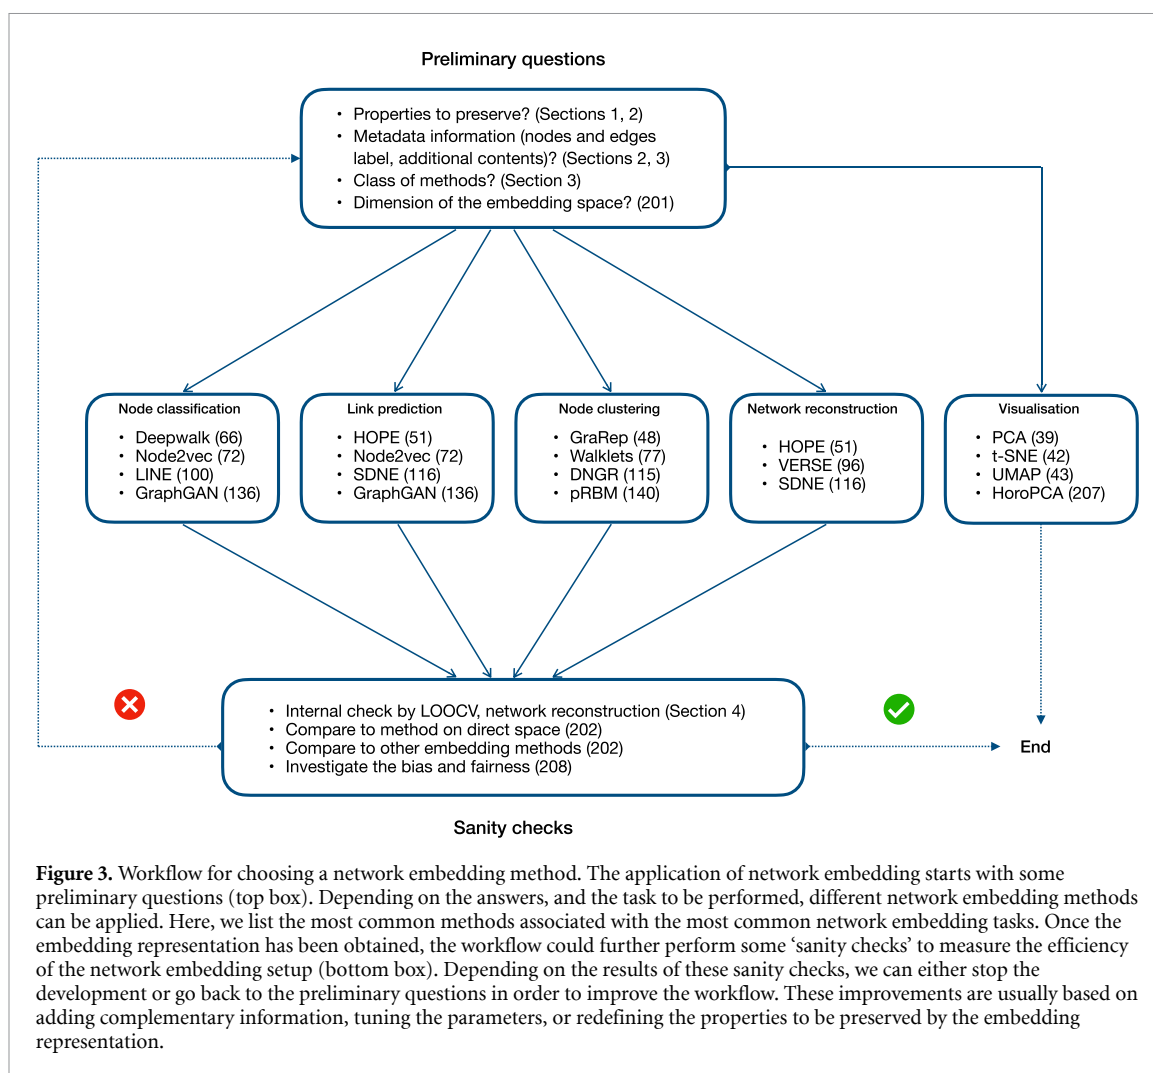 Preliminary questions
• Properties to preserve? (Sections 1, 2)
• Metadata information (nodes and edges
label, additional contents)? (Sections 2, 3)
• Class of methods? (Section 3)
• Dimension of the embedding space? (201)
Node classification
• Deepwalk (66)
• Node2vec (72)
• LINE (100)
• GraphGAN (136)
Link prediction
• HOPE (51)
• Node2vec (72)
• SDNE (116)
• GraphGAN (136)
Node clustering
• GraRep (48)
• Walklets (77)
• DNGR (115)
• pRBM (140)
Network reconstruction
• HOPE (51)
• VERSE (96)
• SDNE (116)
Visualisation
• PCA (39)
• t-SNE (42)
• UMAP (43)
• HoroPCA (207)
• Internal check by LOOCV, network reconstruction (Section 4)
• Compare to method on direct space (202)
• Compare to other embedding methods (202)
• Investigate the bias and fairness (208)
End
Sanity checks
Figure 3. Workflow for choosing a network embedding method. The application of network embedding starts with some
preliminary questions (top box). Depending on the answers, and the task to be performed, different network embedding methods
can be applied. Here, we list the most common methods associated with the most common network embedding tasks. Once the
embedding representation has been obtained, the workflow could further perform some ‘sanity checks’ to measure the efficiency
of the network embedding setup (bottom box). Depending on the results of these sanity checks, we can either stop the
development or go back to the preliminary questions in order to improve the workflow. These improvements are usually based on
adding complementary information, tuning the parameters, or redefining the properties to be preserved by the embedding
representation.